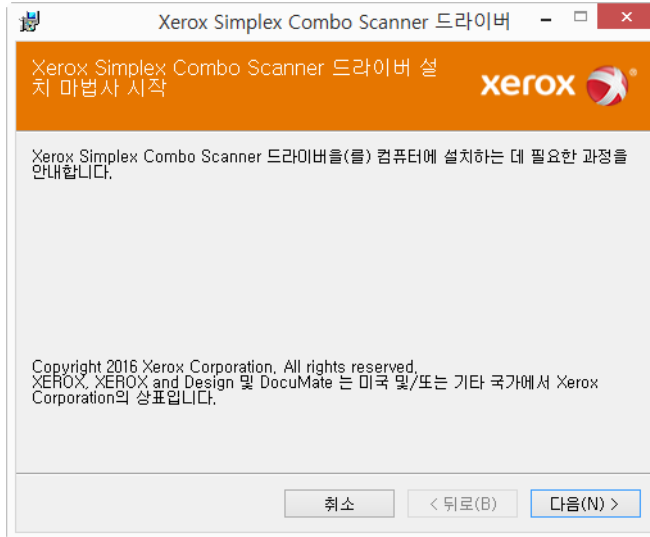 Xerox Simplex Combo Scanner 드라이버
Xerox Simplex Combo Scanner 드라이버 설
치 마법사 시작
xerox
Xerox Simplex Combo Scanner 드라이버을(를) 컴퓨터에 설치하는 데 필요한 과정을
안내합니다.
Copyright 2016 Xerox Corporation. All rights reserved.
XEROX, XEROX and Design 및 DocuMate 는 미국 및/또는 기타 국가에서 Xerox
Corporation의 상표입니다.
취소 < 뒤로(B) 다음(N) >